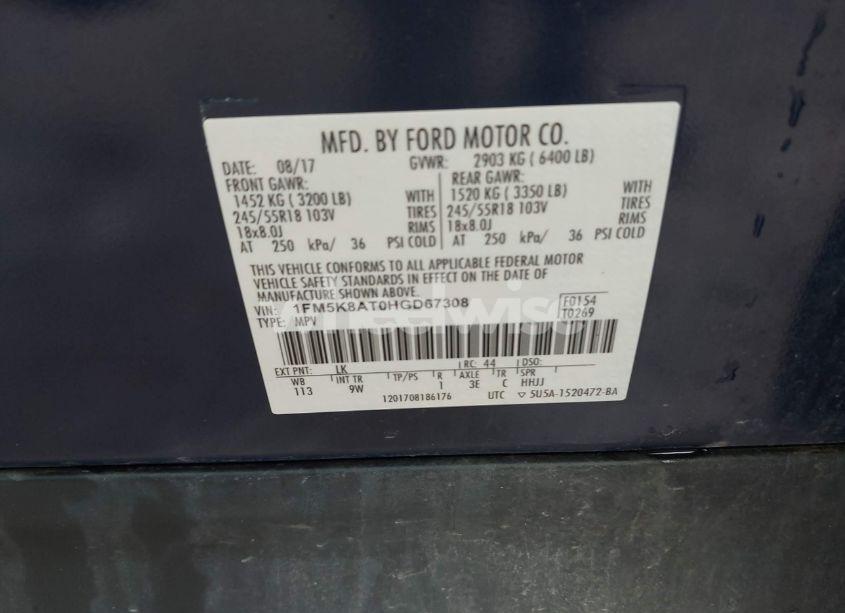 MFD. BY FORD MOTOR CO.
DATE: 08/17 GVWR: 2903 KG ( 6400 LB)
FRONT GAWR: REAR GAWR:
1452 KG ( 3200 LB) WITH 1520 KG ( 3350 LB) WITH
245/55R18 103V TIRES 245/55R18 103V TIRES
18x8.0J RIMS 18x8.0J RIMS
AT 250 kPa/ 36 PSI COLD AT 250 kPa/ 36 PSI COLD
THIS VEHICLE CONFORMS TO ALL APPLICABLE FEDERAL MOTOR
VEHICLE SAFETY STANDARDS IN EFFECT ON THE DATE OF
MANUFACTURE SHOWN ABOVE.
VIN: 1FM5K8AT0HGD67308 F0154
TYPE: MPV T0269
EXT PNT: LK RC: 44 DSO:
WB INT TR TP/PS R AXLE TR SPR
113 9W 1 3E C HHJJ
1201708186176 UTC ▽ 5U5A-1520472-BA